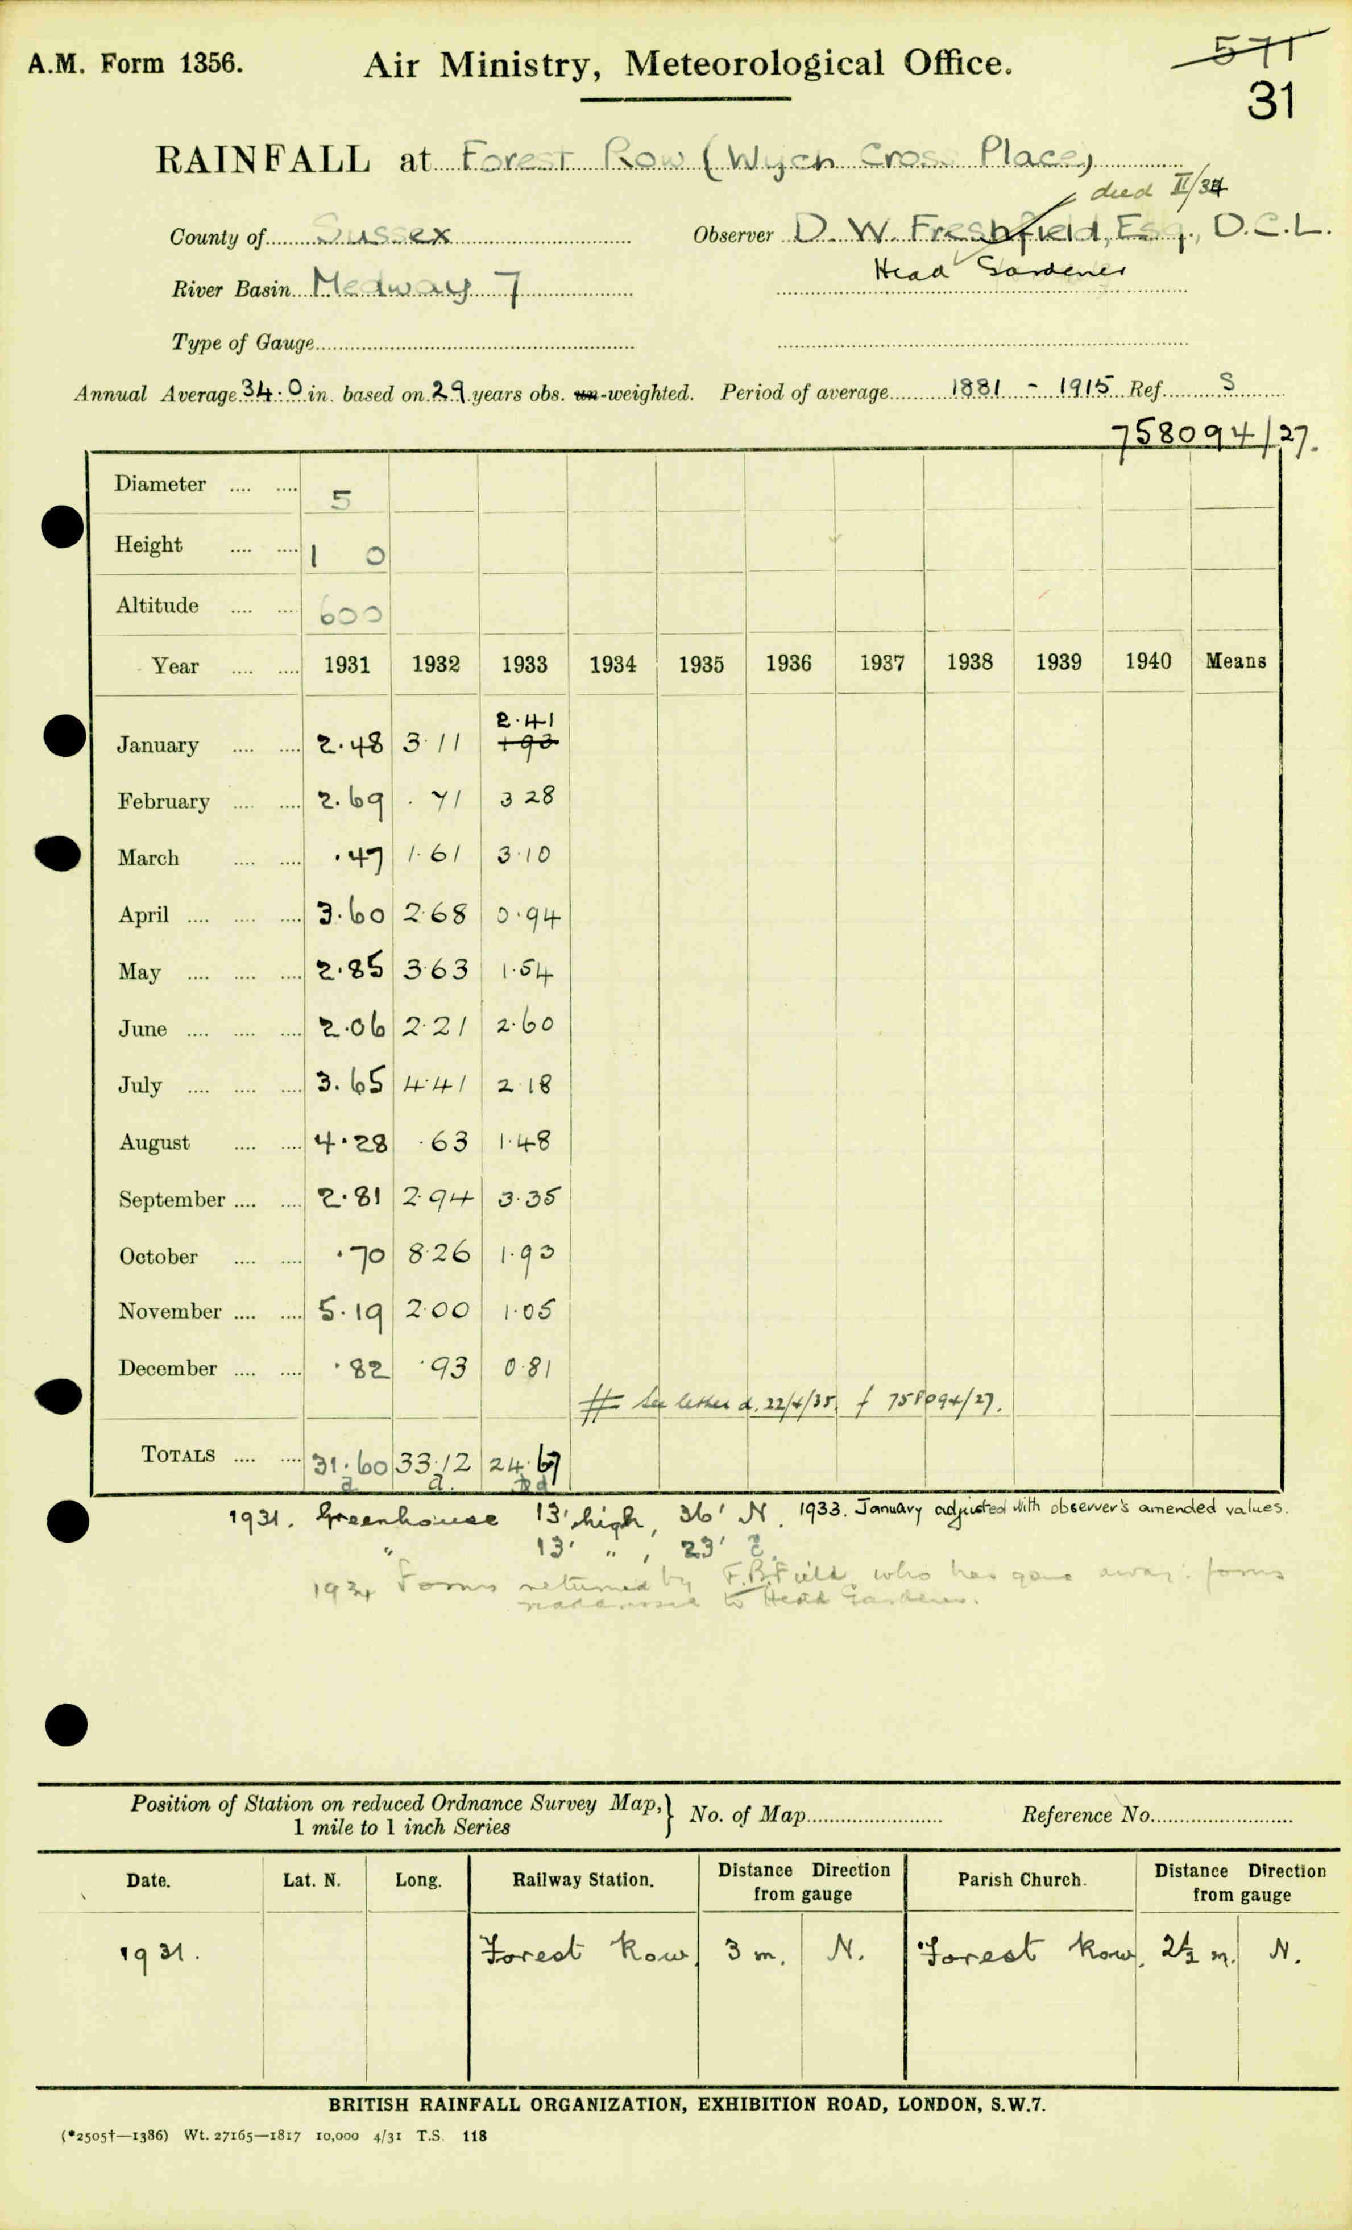 A.M. Form 1356.
Air Ministry, Meteorological Office.
571
31
RAINFALL at Forest Row (Wych Cross Place)
died II/34
County of Sussex
Observer D. W. Freshfield, Esq., D.C.L.
Head Gardener
River Basin Medway 7
Type of Gauge
Annual Average 34.0 in. based on 29 years obs. un-weighted. Period of average 1881 - 1915 Ref. S
758094/27.
Diameter .... .... 5
Height .... .... 1 0
Altitude .... .... 600
Year .... .... 1931 1932 1933 1934 1935 1936 1937 1938 1939 1940 Means
2.41
January .... .... 2.48 3.11 1.93
February .... .... 2.69 .71 3.28
March .... .... .47 1.61 3.10
April .... .... .... 3.60 2.68 0.94
May .... .... .... 2.85 3.63 1.54
June .... .... .... 2.06 2.21 2.60
July .... .... .... 3.65 4.41 2.18
August .... .... 4.28 .63 1.48
September .... .... 2.81 2.94 3.35
October .... .... .70 8.26 1.93
November .... .... 5.19 2.00 1.05
December .... .... .82 .93 0.81
# See letter d. 22/4/35. f 758094/27.
TOTALS .... .... 31.60 33.12 24.67
a a. d
1931. Greenhouse 13' high, 36' N. 1933. January adjusted with observer's amended values.
" 13' " , 23' E.
1934 Forms returned by F.B. Field who has gone away. forms
readdressed to Head Gardener.
Position of Station on reduced Ordnance Survey Map, } No. of Map Reference No.
1 mile to 1 inch Series
Date. Lat. N. Long. Railway Station. Distance Direction from gauge Parish Church. Distance Direction from gauge
1931. Forest Row. 3 m. N. Forest Row. 2½ m. N.
BRITISH RAINFALL ORGANIZATION, EXHIBITION ROAD, LONDON, S.W.7.
(*2505†—1386) Wt. 27165—1817 10,000 4/31 T.S. 118